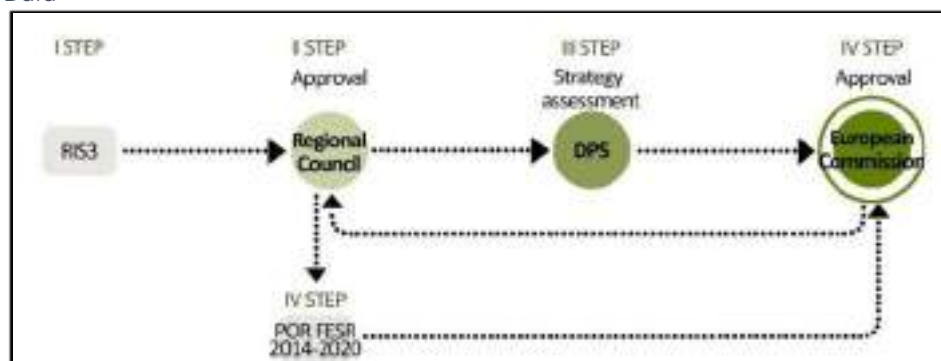 I STEP
II STEP
III STEP
IV STEP
Approval
Strategy
assessment
Approval
RIS3
Regional
Council
DPS
European
Commission
IV STEP
POR FESR
2014-2020